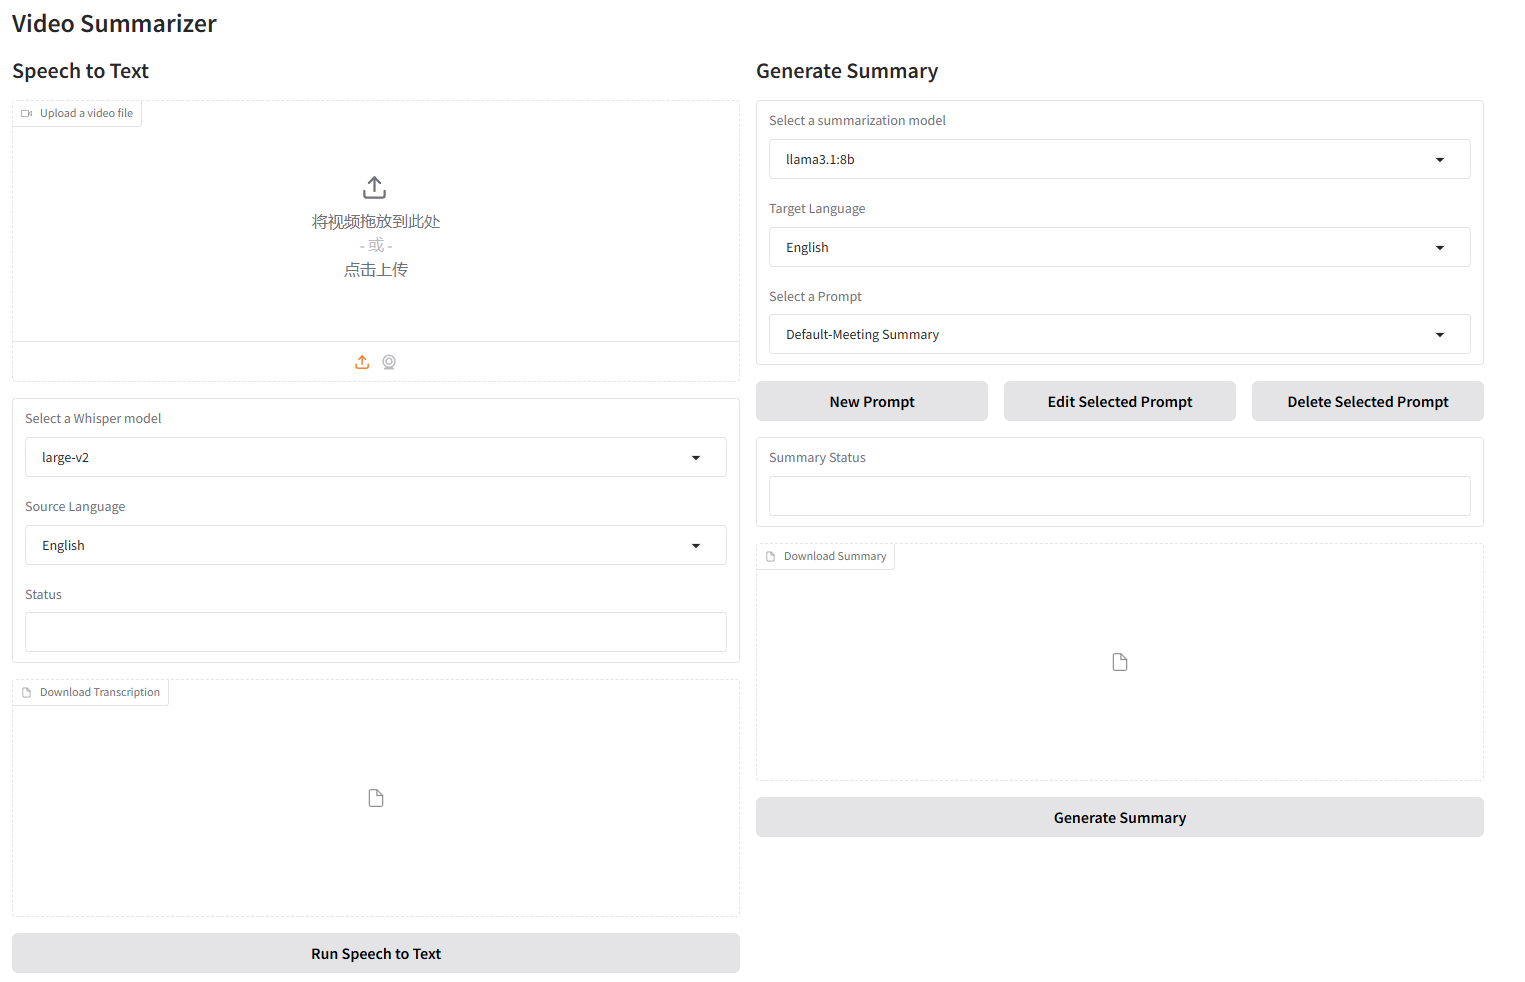 Video Summarizer
Speech to Text
Upload a video file
将视频拖放到此处
- 或 -
点击上传
Select a Whisper model
large-v2
Source Language
English
Status
Download Transcription
Run Speech to Text
Generate Summary
Select a summarization model
llama3.1:8b
Target Language
English
Select a Prompt
Default-Meeting Summary
New Prompt
Edit Selected Prompt
Delete Selected Prompt
Summary Status
Download Summary
Generate Summary